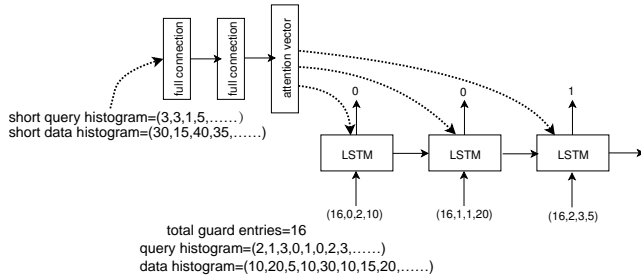 full connection
full connection
attention vector
short query histogram=(3,3,1,5,......)
short data histogram=(30,15,40,35,......)
0
0
1
LSTM
LSTM
LSTM
(16,0,2,10)
(16,1,1,20)
(16,2,3,5)
total guard entries=16
query histogram=(2,1,3,0,1,0,2,3,......)
data histogram=(10,20,5,10,30,10,15,20,......)